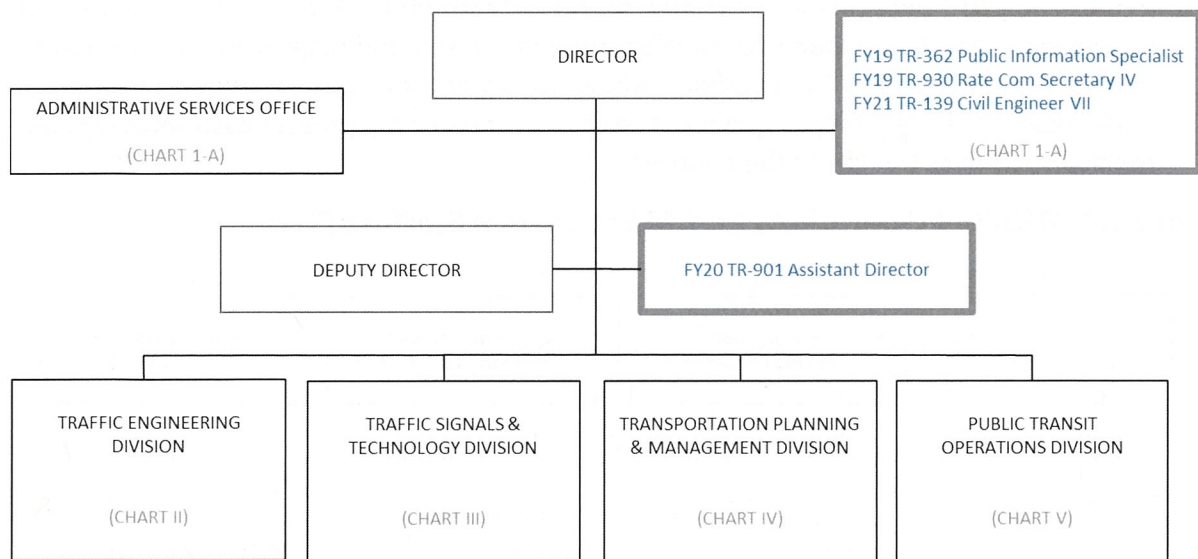 DIRECTOR
FY19 TR-362 Public Information Specialist
FY19 TR-930 Rate Com Secretary IV
FY21 TR-139 Civil Engineer VII
(CHART 1-A)
ADMINISTRATIVE SERVICES OFFICE
(CHART 1-A)
DEPUTY DIRECTOR
FY20 TR-901 Assistant Director
TRAFFIC ENGINEERING
DIVISION
(CHART II)
TRAFFIC SIGNALS &
TECHNOLOGY DIVISION
(CHART III)
TRANSPORTATION PLANNING
& MANAGEMENT DIVISION
(CHART IV)
PUBLIC TRANSIT
OPERATIONS DIVISION
(CHART V)